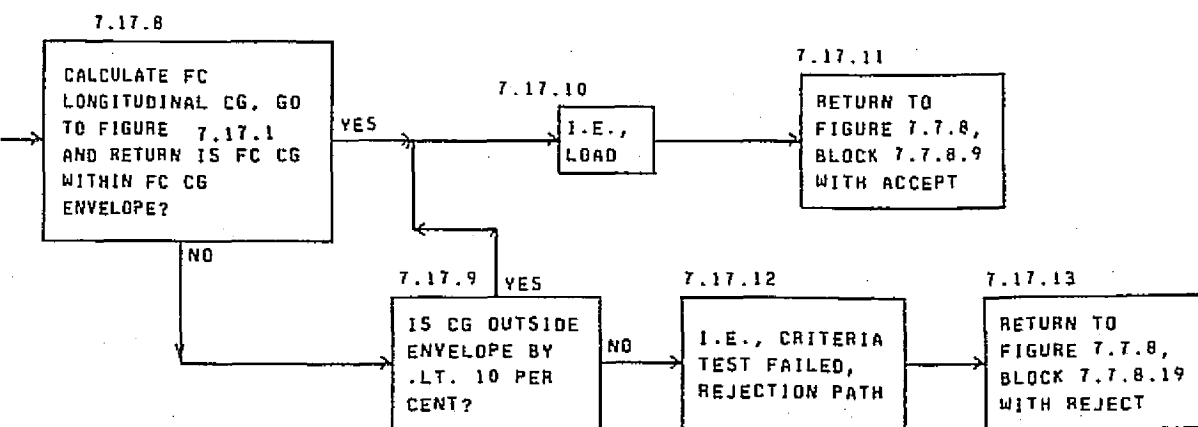 7.17.8
CALCULATE FC
LONGITUDINAL CG, GO
TO FIGURE 7.17.1
AND RETURN IS FC CG
WITHIN FC CG
ENVELOPE?
YES
NO
7.17.10
I.E.,
LOAD
7.17.11
RETURN TO
FIGURE 7.7.8,
BLOCK 7.7.8.9
WITH ACCEPT
7.17.9
YES
IS CG OUTSIDE
ENVELOPE BY
.LT. 10 PER
CENT?
NO
7.17.12
I.E., CRITERIA
TEST FAILED,
REJECTION PATH
7.17.13
RETURN TO
FIGURE 7.7.8,
BLOCK 7.7.8.19
WITH REJECT